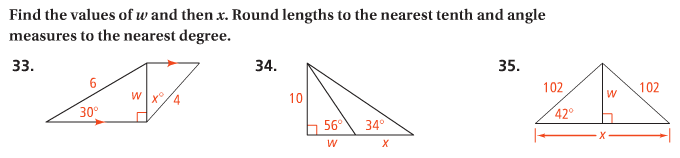 Find the values of w and then x. Round lengths to the nearest tenth and angle
measures to the nearest degree.
33.
6
30°
w
x°
4
34.
10
56°
34°
w
x
35.
102
102
w
42°
x